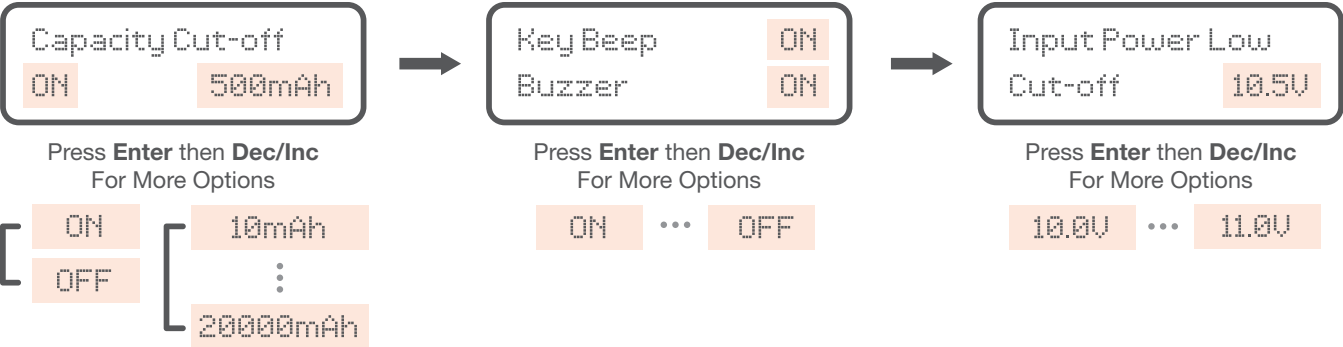 Capacity Cut-off
ON 500mAh
Press Enter then Dec/Inc
For More Options
ON
OFF
10mAh
20000mAh
Key Beep ON
Buzzer ON
Press Enter then Dec/Inc
For More Options
ON ••• OFF
Input Power Low
Cut-off 10.5V
Press Enter then Dec/Inc
For More Options
10.0V ••• 11.0V